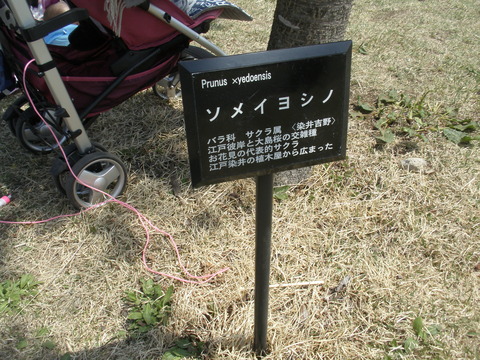 Prunus ×yedoensis
ソメイヨシノ
バラ科 サクラ属 〈染井吉野〉
江戸彼岸と大島桜の交雑種
お花見の代表的サクラ
江戸染井の植木屋から広まった